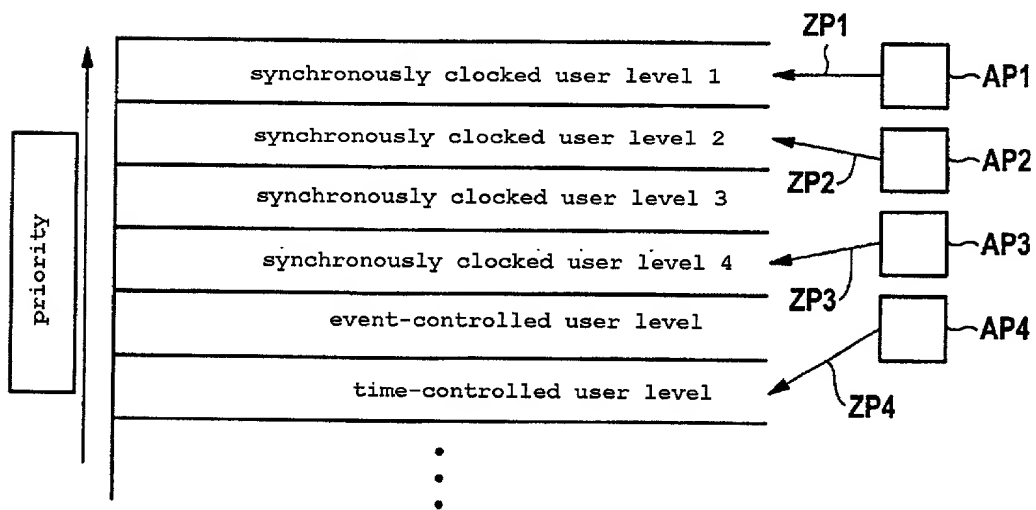 ZP1
synchronously clocked user level 1
AP1
synchronously clocked user level 2
AP2
ZP2
synchronously clocked user level 3
priority
AP3
synchronously clocked user level 4
ZP3
event-controlled user level
AP4
time-controlled user level
ZP4